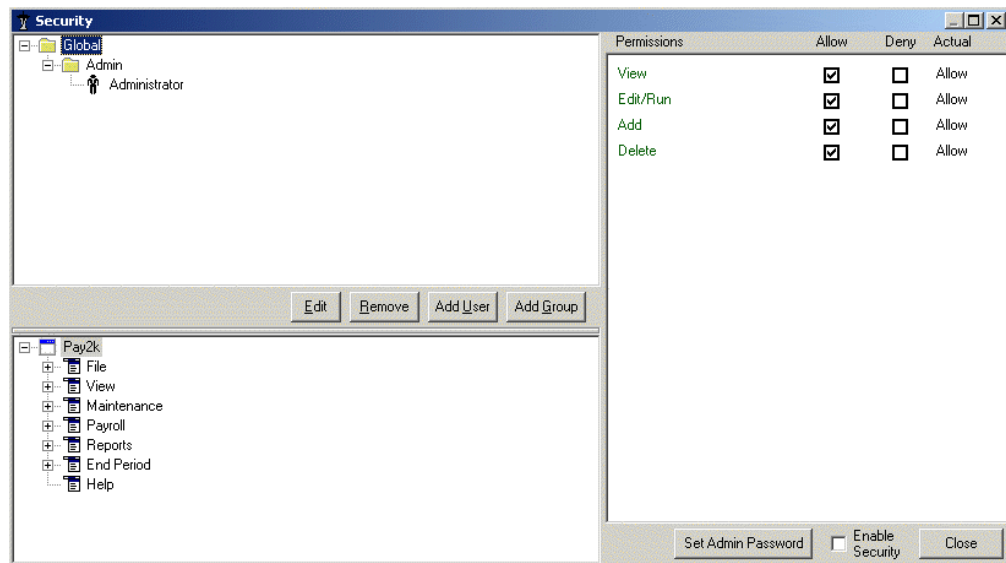 Security
Global
Admin
Administrator
Edit Remove Add User Add Group
Pay2k
File
View
Maintenance
Payroll
Reports
End Period
Help
Permissions Allow Deny Actual
View Allow
Edit/Run Allow
Add Allow
Delete Allow
Set Admin Password Enable Security Close